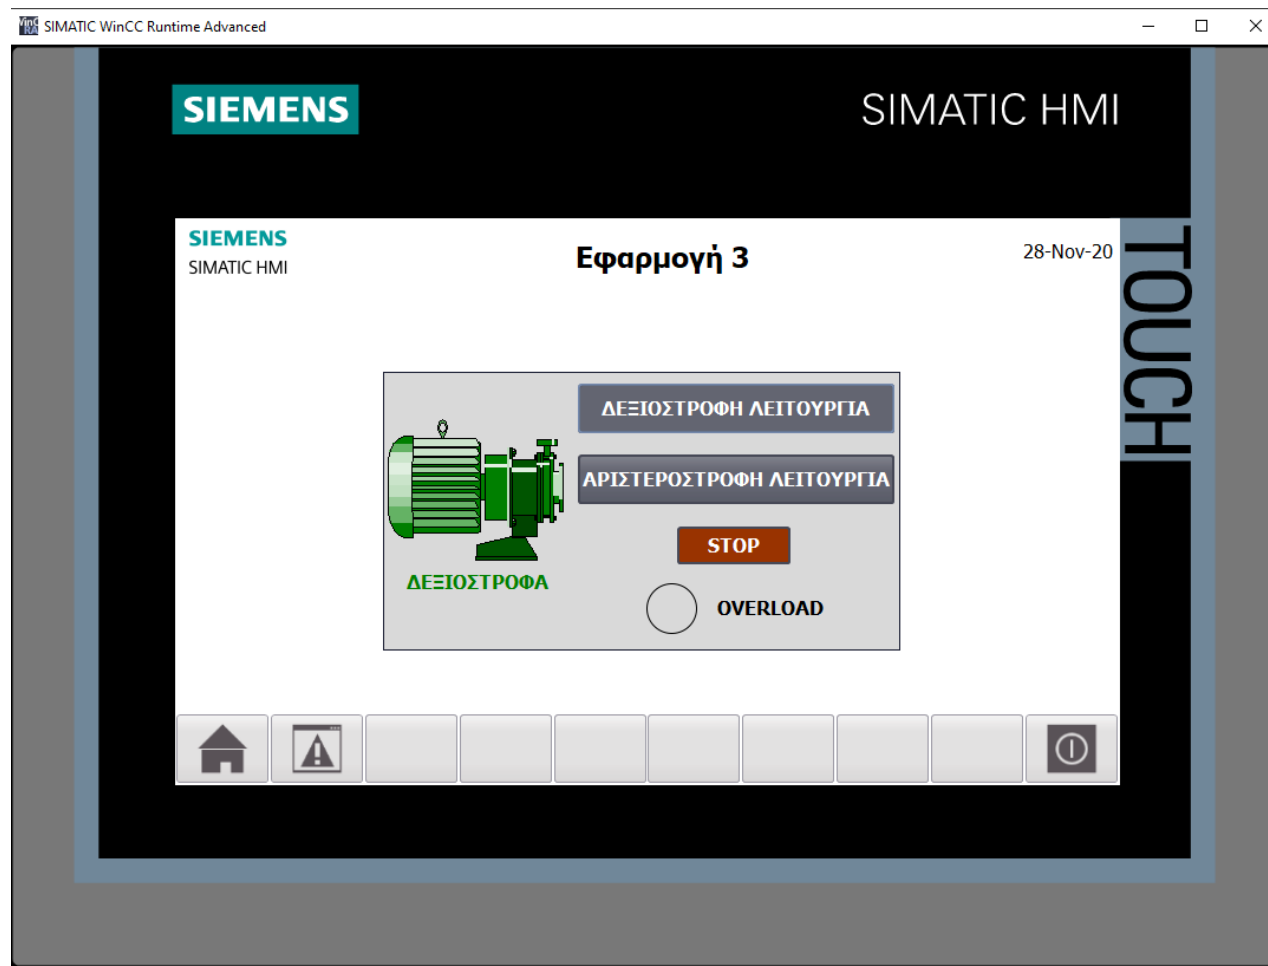 SIMATIC WinCC Runtime Advanced
SIEMENS
SIMATIC HMI
TOUCH
SIEMENS
SIMATIC HMI
Εφαρμογή 3
28-Nov-20
ΔΕΞΙΟΣΤΡΟΦΗ ΛΕΙΤΟΥΡΓΙΑ
ΑΡΙΣΤΕΡΟΣΤΡΟΦΗ ΛΕΙΤΟΥΡΓΙΑ
STOP
ΔΕΞΙΟΣΤΡΟΦΑ
OVERLOAD